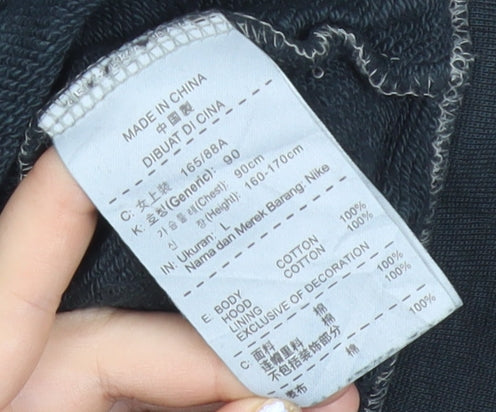 MADE IN CHINA
中国製
DIBUAT DI CINA
C: 女上装 165/88A
K: 호칭(Generic): 90
가슴둘레(Chest): 90cm
신 장(Height): 160-170cm
IN: Ukuran: L
Nama dan Merek Barang: Nike
E: BODY COTTON 100%
HOOD LINING COTTON 100%
EXCLUSIVE OF DECORATION 100%
100%
C: 面料 棉 100%
连帽里料 棉
不包括装饰部分
棉